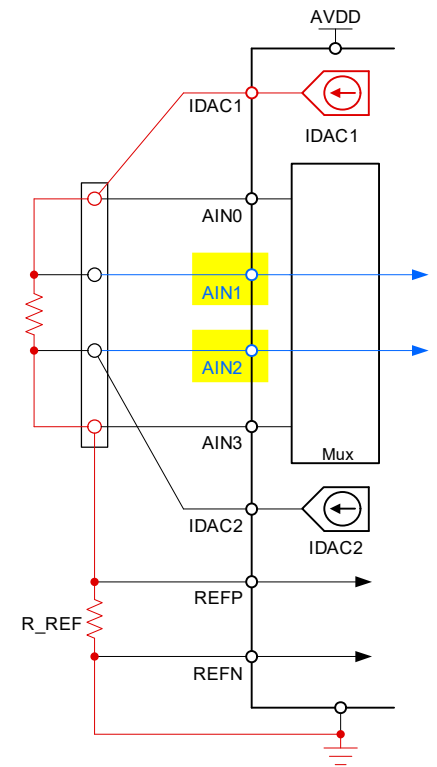 AVDD
IDAC1
IDAC1
AIN0
AIN1
AIN2
AIN3
Mux
IDAC2
IDAC2
REFP
R_REF
REFN